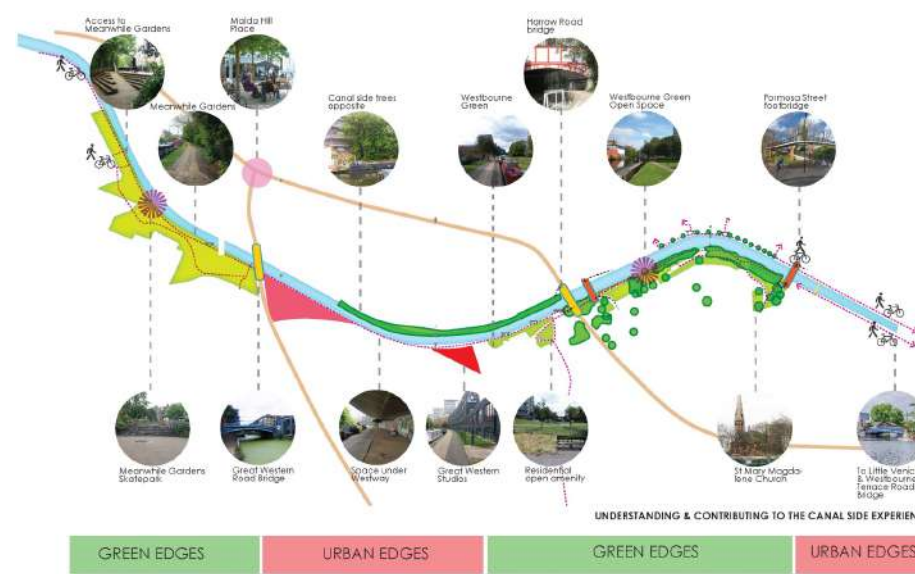 Access to
Meanwhile Gardens
Maida Hill
Place
Harrow Road
bridge
Meanwhile Gardens
Canal side trees
opposite
Westbourne
Green
Westbourne Green
Open Space
Formosa Street
footbridge
Meanwhile Gardens
Skatepark
Great Western
Road Bridge
Space under
Westway
Great Western
Studios
Residential
open amenity
St Mary Magda-
lene Church
To Little Venic
& Westbourne
Terrace Road
Bridge
UNDERSTANDING & CONTRIBUTING TO THE CANAL SIDE EXPERIEN
GREEN EDGES
URBAN EDGES
GREEN EDGES
URBAN EDGES